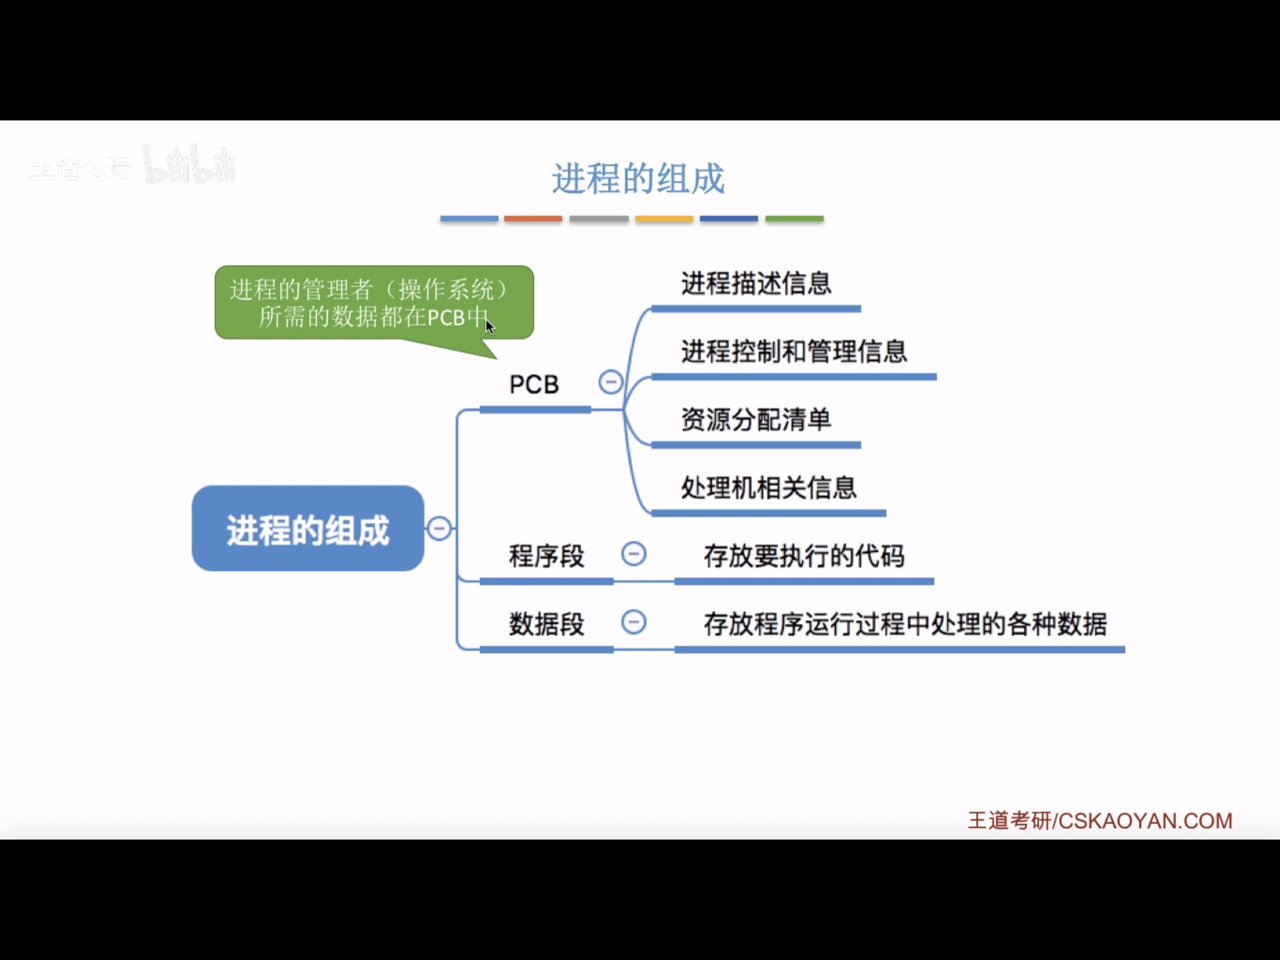 bilibili
进程的组成
进程的管理者（操作系统）
所需的数据都在PCB中
进程描述信息
进程控制和管理信息
PCB
资源分配清单
处理机相关信息
进程的组成
程序段
存放要执行的代码
数据段
存放程序运行过程中处理的各种数据
王道考研/CSKAOYAN.COM